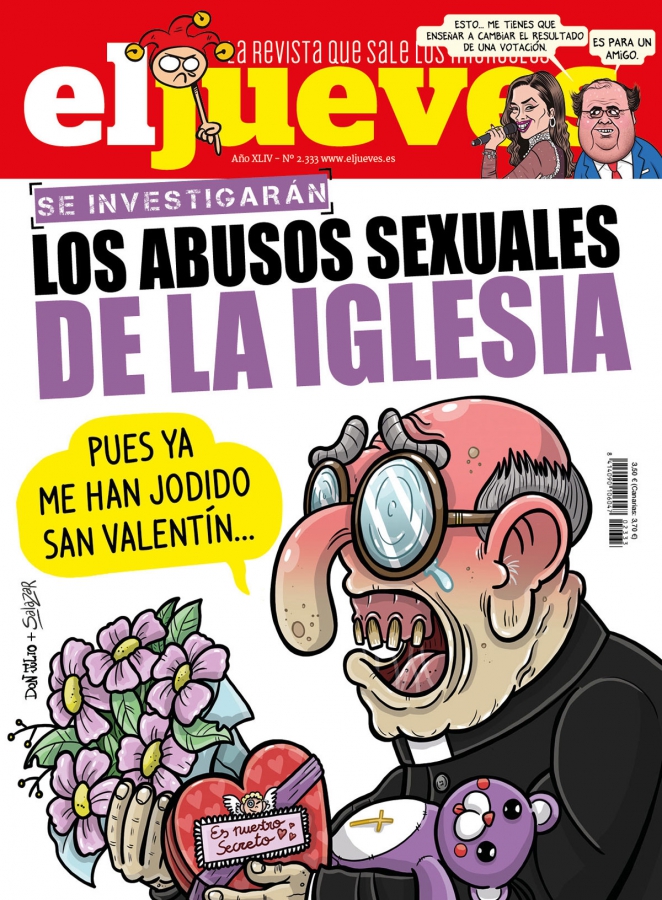 ESTO... ME TIENES QUE
ENSEÑAR A CAMBIAR EL RESULTADO
DE UNA VOTACIÓN.
ES PARA UN
AMIGO.
LA REVISTA QUE SALE LOS MIÉRCOLES
el jueves
Año XLIV – Nº 2.333 www.eljueves.es
SE INVESTIGARÁN
LOS ABUSOS SEXUALES
DE LA IGLESIA
PUES YA
ME HAN JODIDO
SAN VALENTÍN...
3,50 € (Canarias: 3,70 €)
02333
DON JULIO + SALAZAR
Es nuestro
Secreto